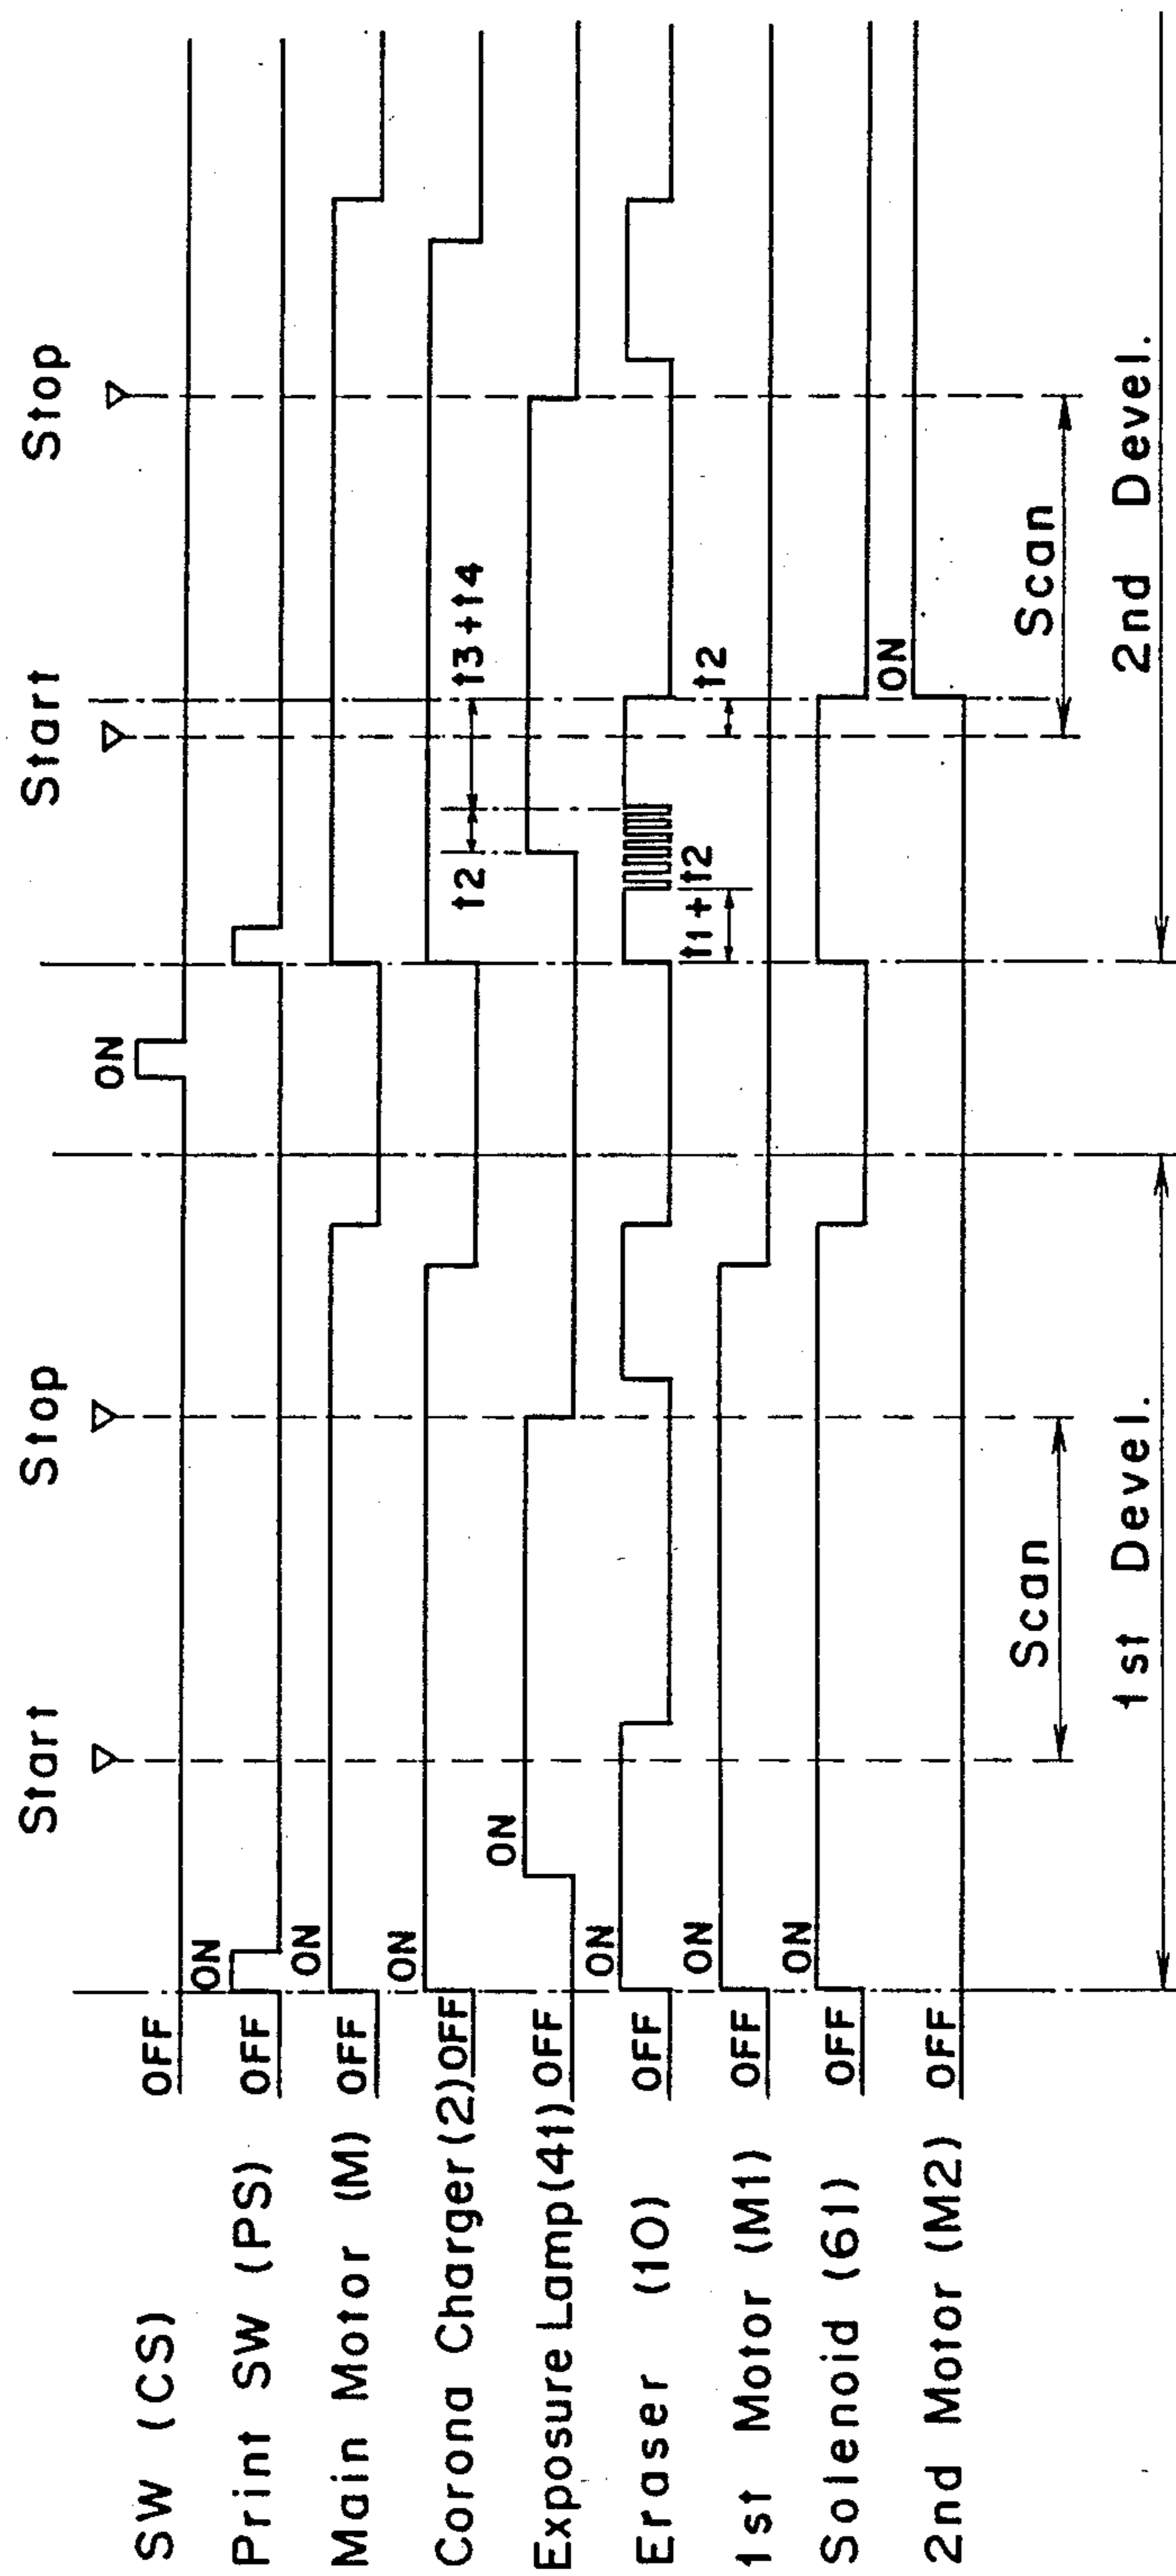 Start Stop Start Stop
SW (CS) OFF ON
Print SW (PS) OFF ON
Main Motor (M) OFF ON
Corona Charger (2) OFF ON t2 t3+t4
Exposure Lamp (41) OFF ON
Eraser (10) OFF ON t1+t2 t2
1st Motor (M1) OFF ON
Solenoid (61) OFF ON
2nd Motor (M2) OFF ON
Scan Scan
1st Devel. 2nd Devel.